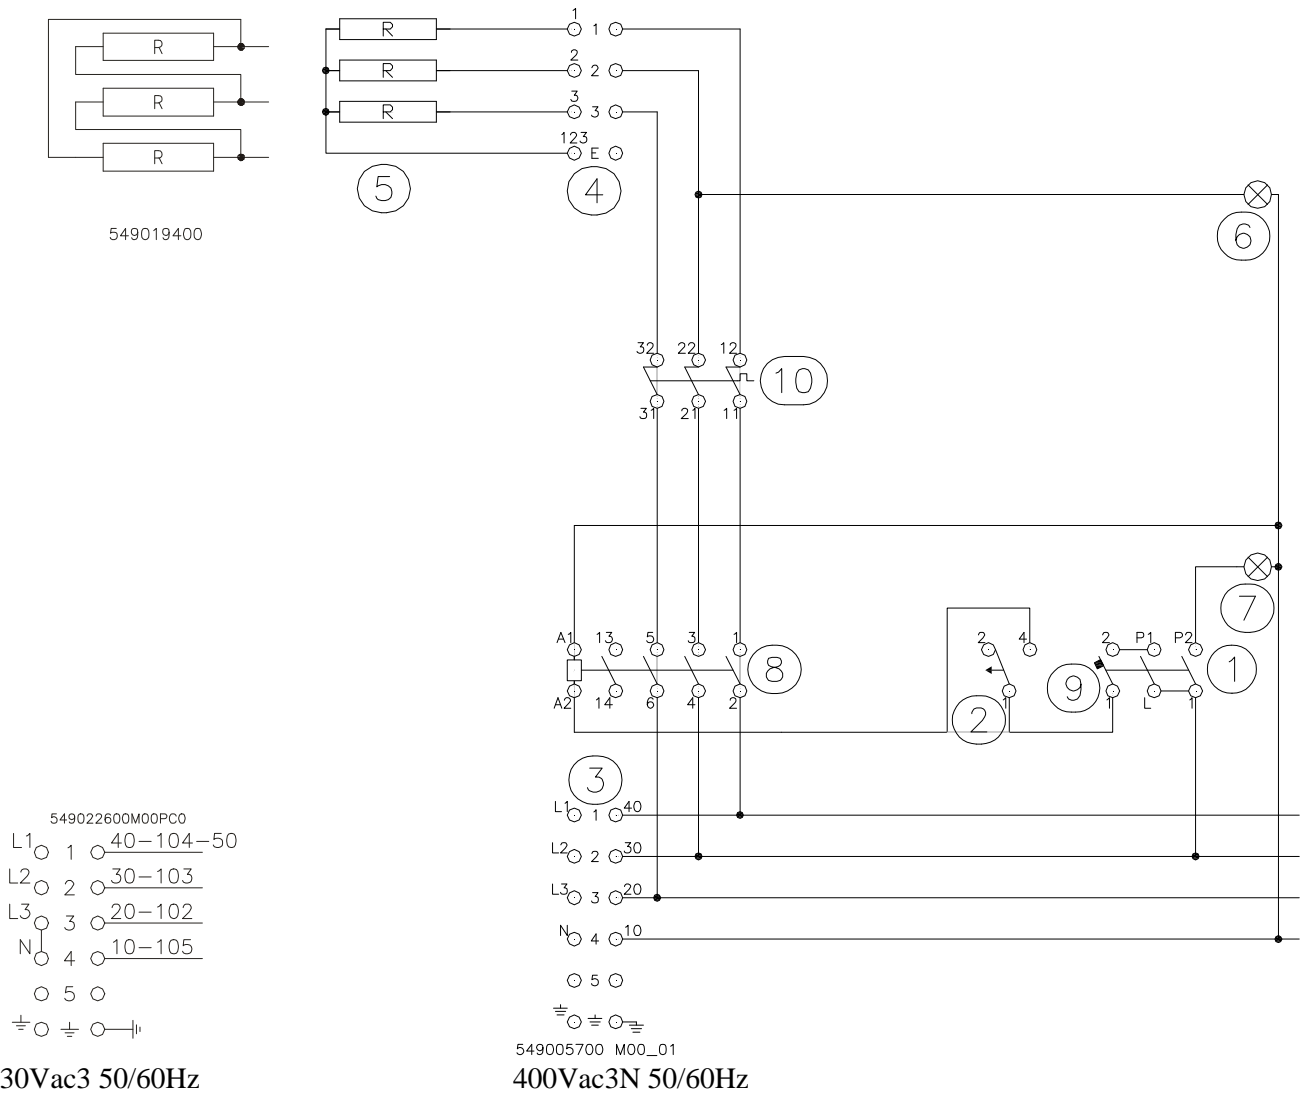 1
R 1
R
2
R 2
R
3
R 3
R
123
E
5 4
549019400
6
32 22 12
10
31 21 11
7
A1 13 5 3 1 2 4 2 P1 P2
8 9 1
A2 14 6 4 2 1 1 L 1
2
3
549022600M00PC0
L1 1 40-104-50
L2 2 30-103
L3 3 20-102
N 4 10-105
5
L1 1 40
L2 2 30
L3 3 20
N 4 10
5
549005700 M00_01
30Vac3 50/60Hz
400Vac3N 50/60Hz